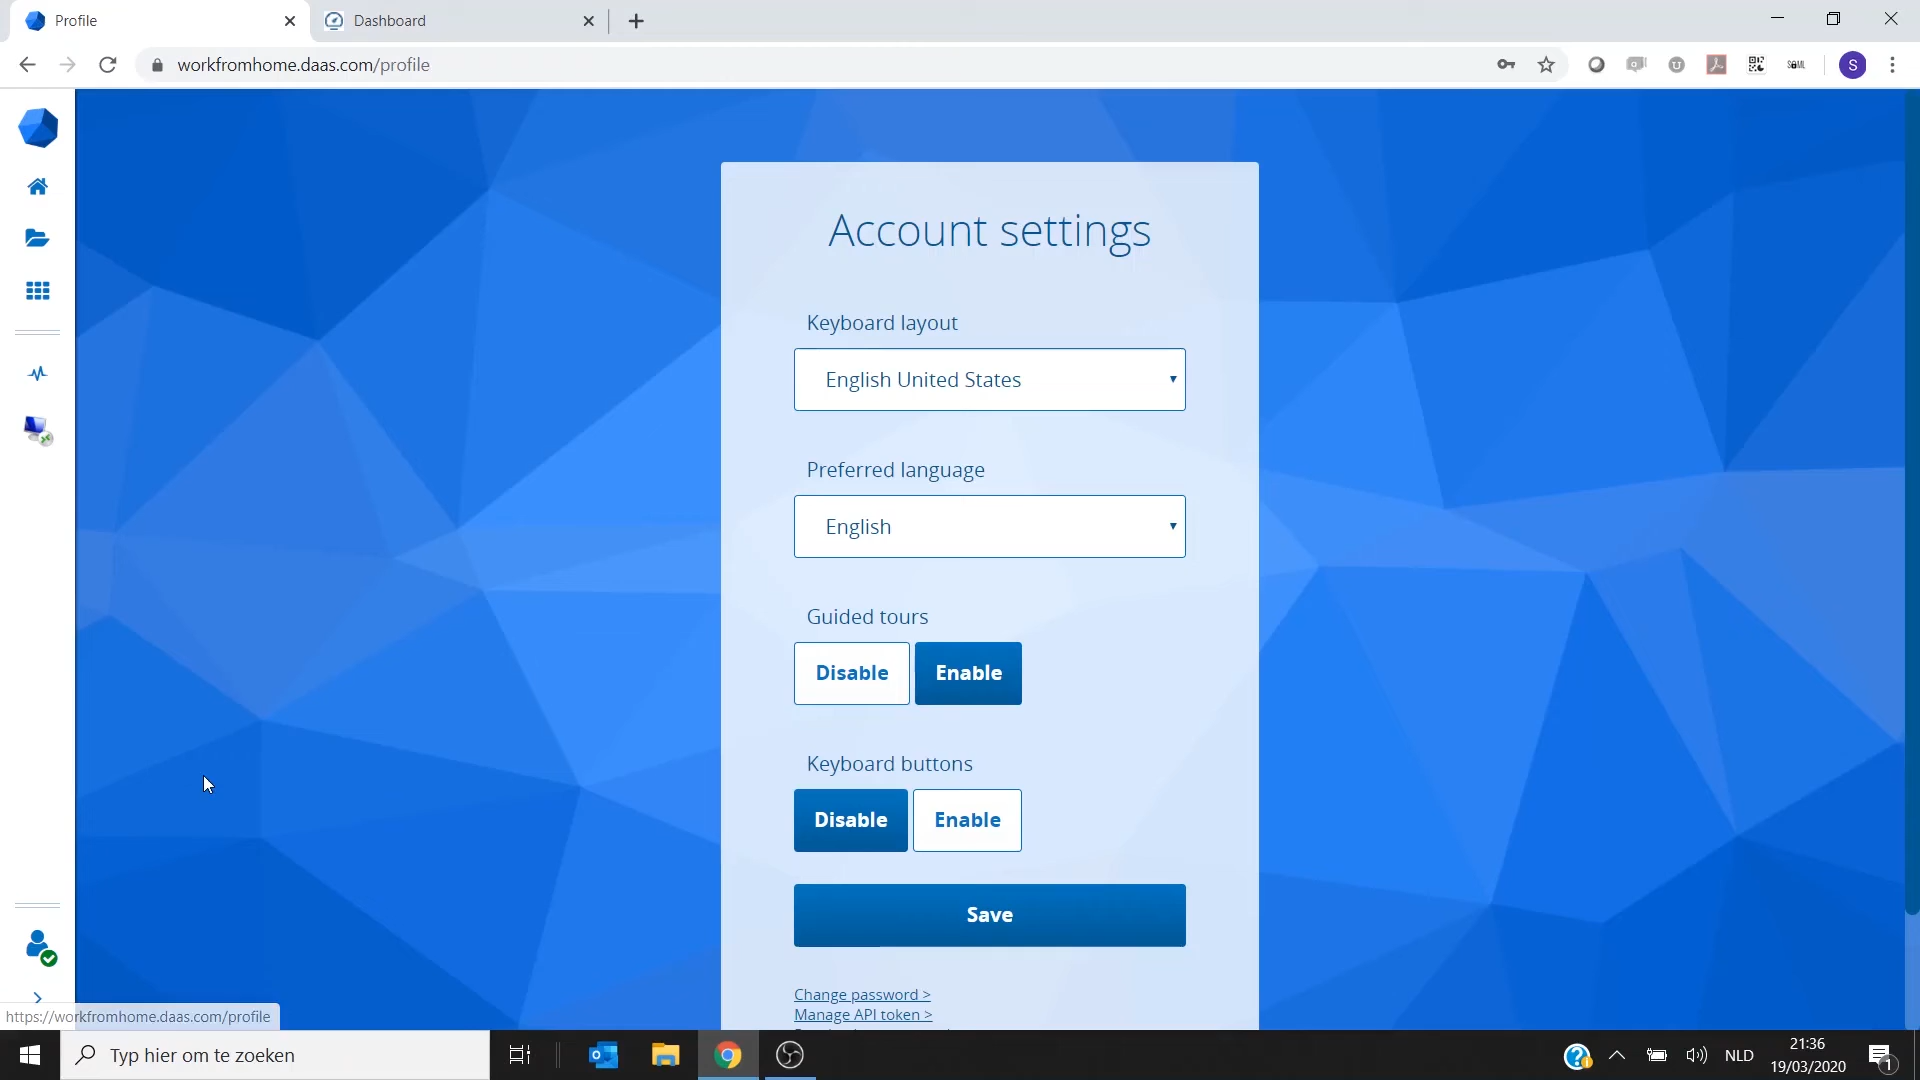 Profile
Dashboard
workfromhome.daas.com/profile
S
Account settings
Keyboard layout
English United States
Preferred language
English
Guided tours
Disable
Enable
Keyboard buttons
Disable
Enable
Save
Change password >
Manage API token >
https://workfromhome.daas.com/profile
Typ hier om te zoeken
NLD
21:36
19/03/2020
1